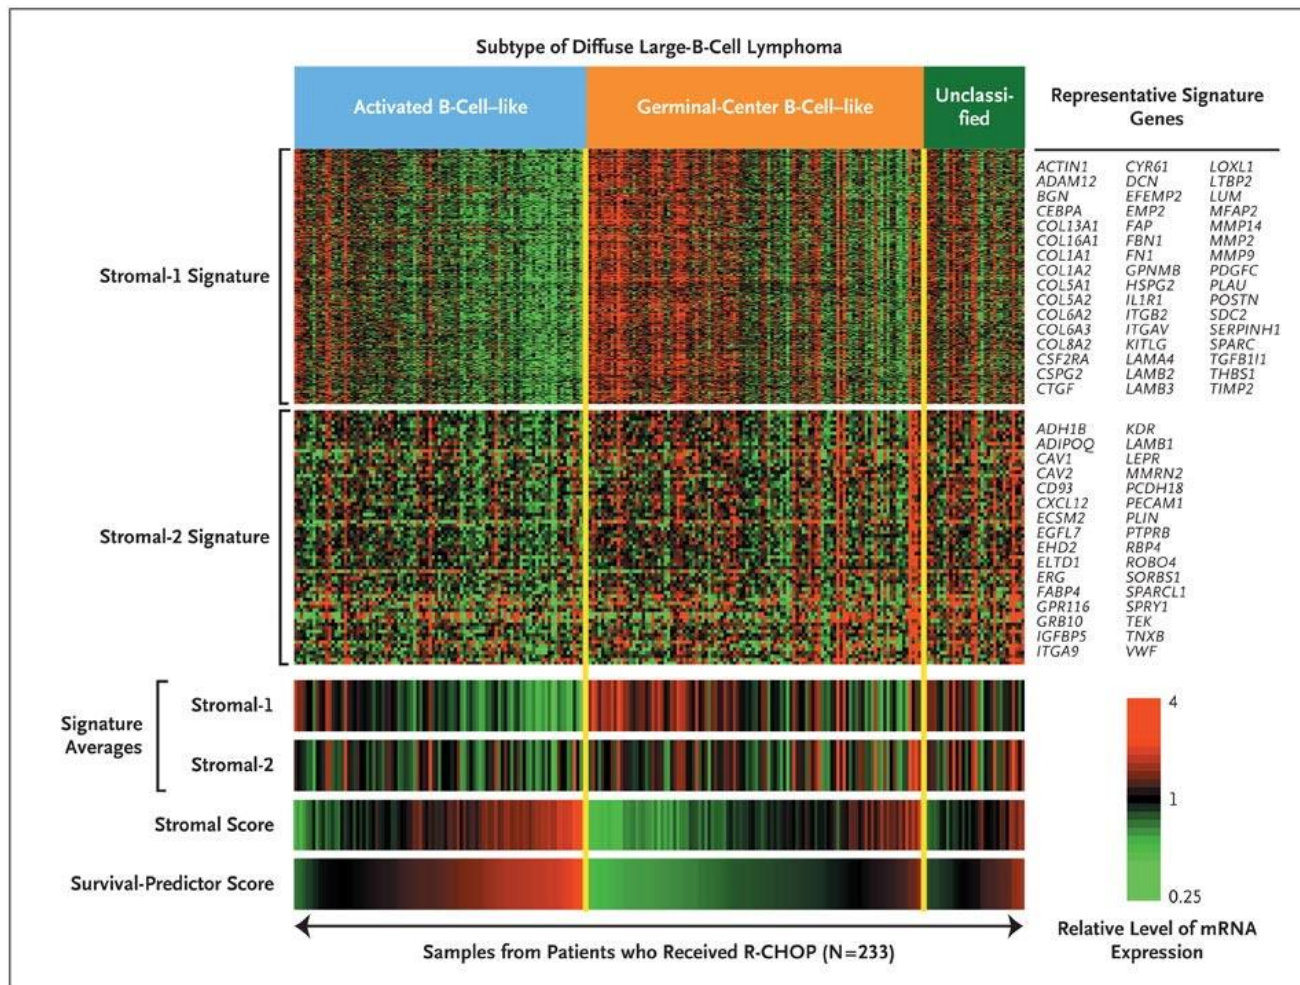 Subtype of Diffuse Large-B-Cell Lymphoma
Activated B-Cell–like
Germinal-Center B-Cell–like
Unclassi-
fied
Representative Signature
Genes
Stromal-1 Signature
ACTIN1 CYR61 LOXL1
ADAM12 DCN LTBP2
BGN EFEMP2 LUM
CEBPA EMP2 MFAP2
COL13A1 FAP MMP14
COL16A1 FBN1 MMP2
COL1A1 FN1 MMP9
COL1A2 GPNMB PDGFC
COL5A1 HSPG2 PLAU
COL5A2 IL1R1 POSTN
COL6A2 ITGB2 SDC2
COL6A3 ITGAV SERPINH1
COL8A2 KITLG SPARC
CSF2RA LAMA4 TGFB1I1
CSPG2 LAMB2 THBS1
CTGF LAMB3 TIMP2
Stromal-2 Signature
ADH1B KDR
ADIPOQ LAMB1
CAV1 LEPR
CAV2 MMRN2
CD93 PCDH18
CXCL12 PECAM1
ECSM2 PLIN
EGFL7 PTPRB
EHD2 RBP4
ELTD1 ROBO4
ERG SORBS1
FABP4 SPARCL1
GPR116 SPRY1
GRB10 TEK
IGFBP5 TNXB
ITGA9 VWF
Signature
Averages
Stromal-1
Stromal-2
Stromal Score
Survival-Predictor Score
Samples from Patients who Received R-CHOP (N=233)
4
1
0.25
Relative Level of mRNA
Expression